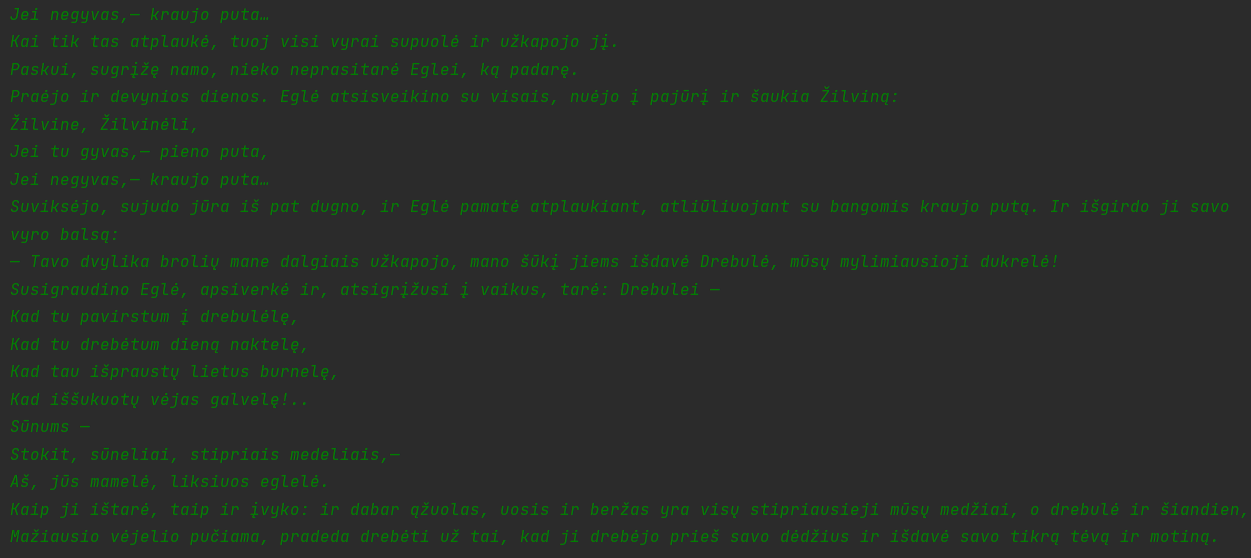 Jei negyvas,— kraujo puta…
Kai tik tas atplaukė, tuoj visi vyrai supuolė ir užkapojo jį.
Paskui, sugrįžę namo, nieko neprasitarė Eglei, ką padarę.
Praėjo ir devynios dienos. Eglė atsisveikino su visais, nuėjo į pajūrį ir šaukia Žilviną:
Žilvine, Žilvinėli,
Jei tu gyvas,— pieno puta,
Jei negyvas,— kraujo puta…
Suviksėjo, sujudo jūra iš pat dugno, ir Eglė pamatė atplaukiant, atliūliuojant su bangomis kraujo putą. Ir išgirdo ji savo
vyro balsą:
— Tavo dvylika brolių mane dalgiais užkapojo, mano šūkį jiems išdavė Drebulė, mūsų mylimiausioji dukrelė!
Susigraudino Eglė, apsiverkė ir, atsigrįžusi į vaikus, tarė: Drebulei —
Kad tu pavirstum į drebulėlę,
Kad tu drebėtum dieną naktelę,
Kad tau išpraustų lietus burnelę,
Kad iššukuotų vėjas galvelę!..
Sūnums —
Stokit, sūneliai, stipriais medeliais,—
Aš, jūs mamelė, liksiuos eglelė.
Kaip ji ištarė, taip ir įvyko: ir dabar ąžuolas, uosis ir beržas yra visų stipriausieji mūsų medžiai, o drebulė ir šiandien,
Mažiausio vėjelio pučiama, pradeda drebėti už tai, kad ji drebėjo prieš savo dėdžius ir išdavė savo tikrą tėvą ir motiną.